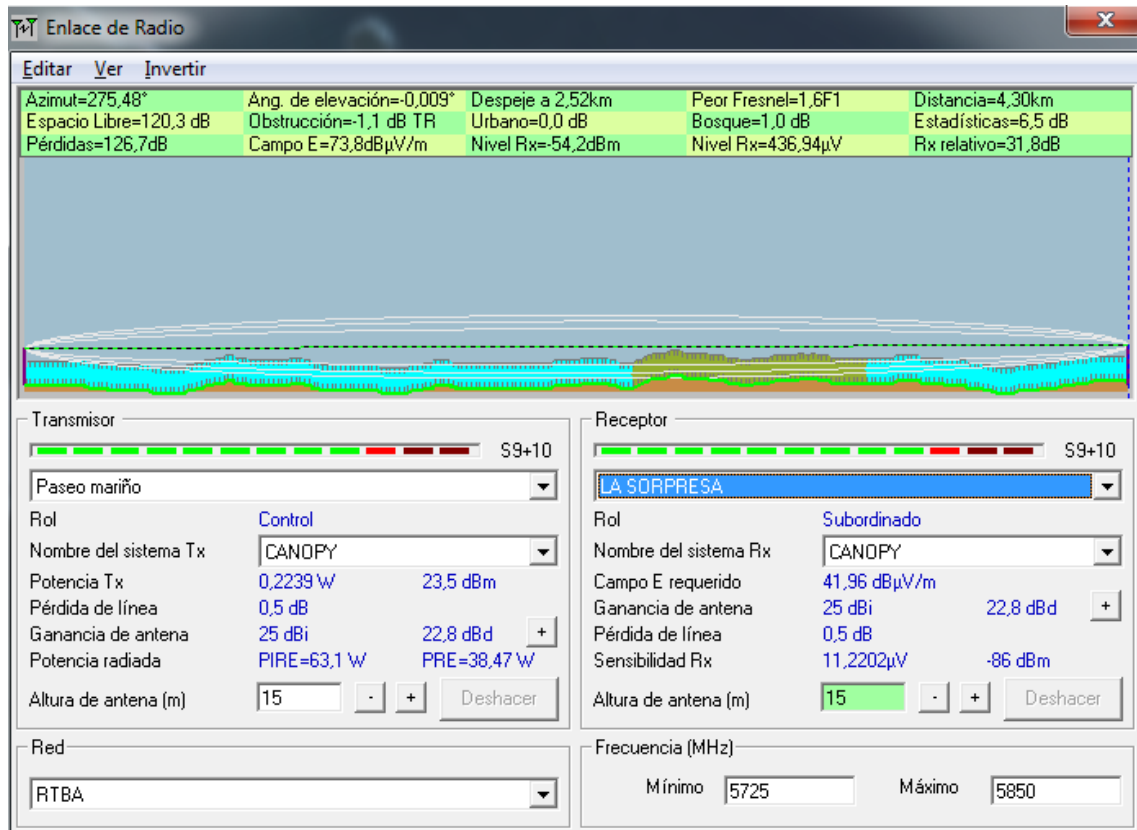 Enlace de Radio
X
Editar Ver Invertir
Azimut=275,48° Ang. de elevación=-0,009° Despeje a 2,52km Peor Fresnel=1,6F1 Distancia=4,30km
Espacio Libre=120,3 dB Obstrucción=-1,1 dB TR Urbano=0,0 dB Bosque=1,0 dB Estadísticas=6,5 dB
Pérdidas=126,7dB Campo E=73,8dBµV/m Nivel Rx=-54,2dBm Nivel Rx=436,94µV Rx relativo=31,8dB
Transmisor
S9+10
Paseo mariño
Rol Control
Nombre del sistema Tx CANOPY
Potencia Tx 0,2239 W 23,5 dBm
Pérdida de línea 0,5 dB
Ganancia de antena 25 dBi 22,8 dBd +
Potencia radiada PIRE=63,1 W PRE=38,47 W
Altura de antena (m) 15 - + Deshacer
Red
RTBA
Receptor
S9+10
LA SORPRESA
Rol Subordinado
Nombre del sistema Rx CANOPY
Campo E requerido 41,96 dBµV/m
Ganancia de antena 25 dBi 22,8 dBd +
Pérdida de línea 0,5 dB
Sensibilidad Rx 11,2202µV -86 dBm
Altura de antena (m) 15 - + Deshacer
Frecuencia (MHz)
Mínimo 5725 Máximo 5850